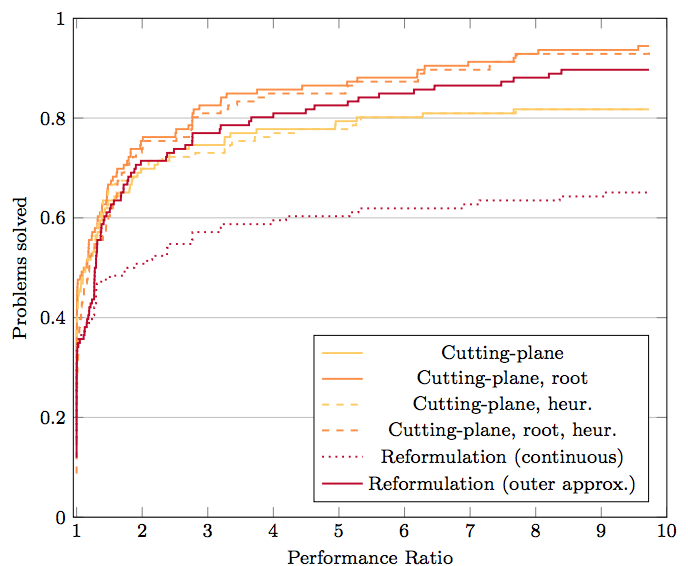 1
0.8
0.6
0.4
0.2
0
Problems solved
Cutting-plane
Cutting-plane, root
Cutting-plane, heur.
Cutting-plane, root, heur.
Reformulation (continuous)
Reformulation (outer approx.)
1 2 3 4 5 6 7 8 9 10
Performance Ratio